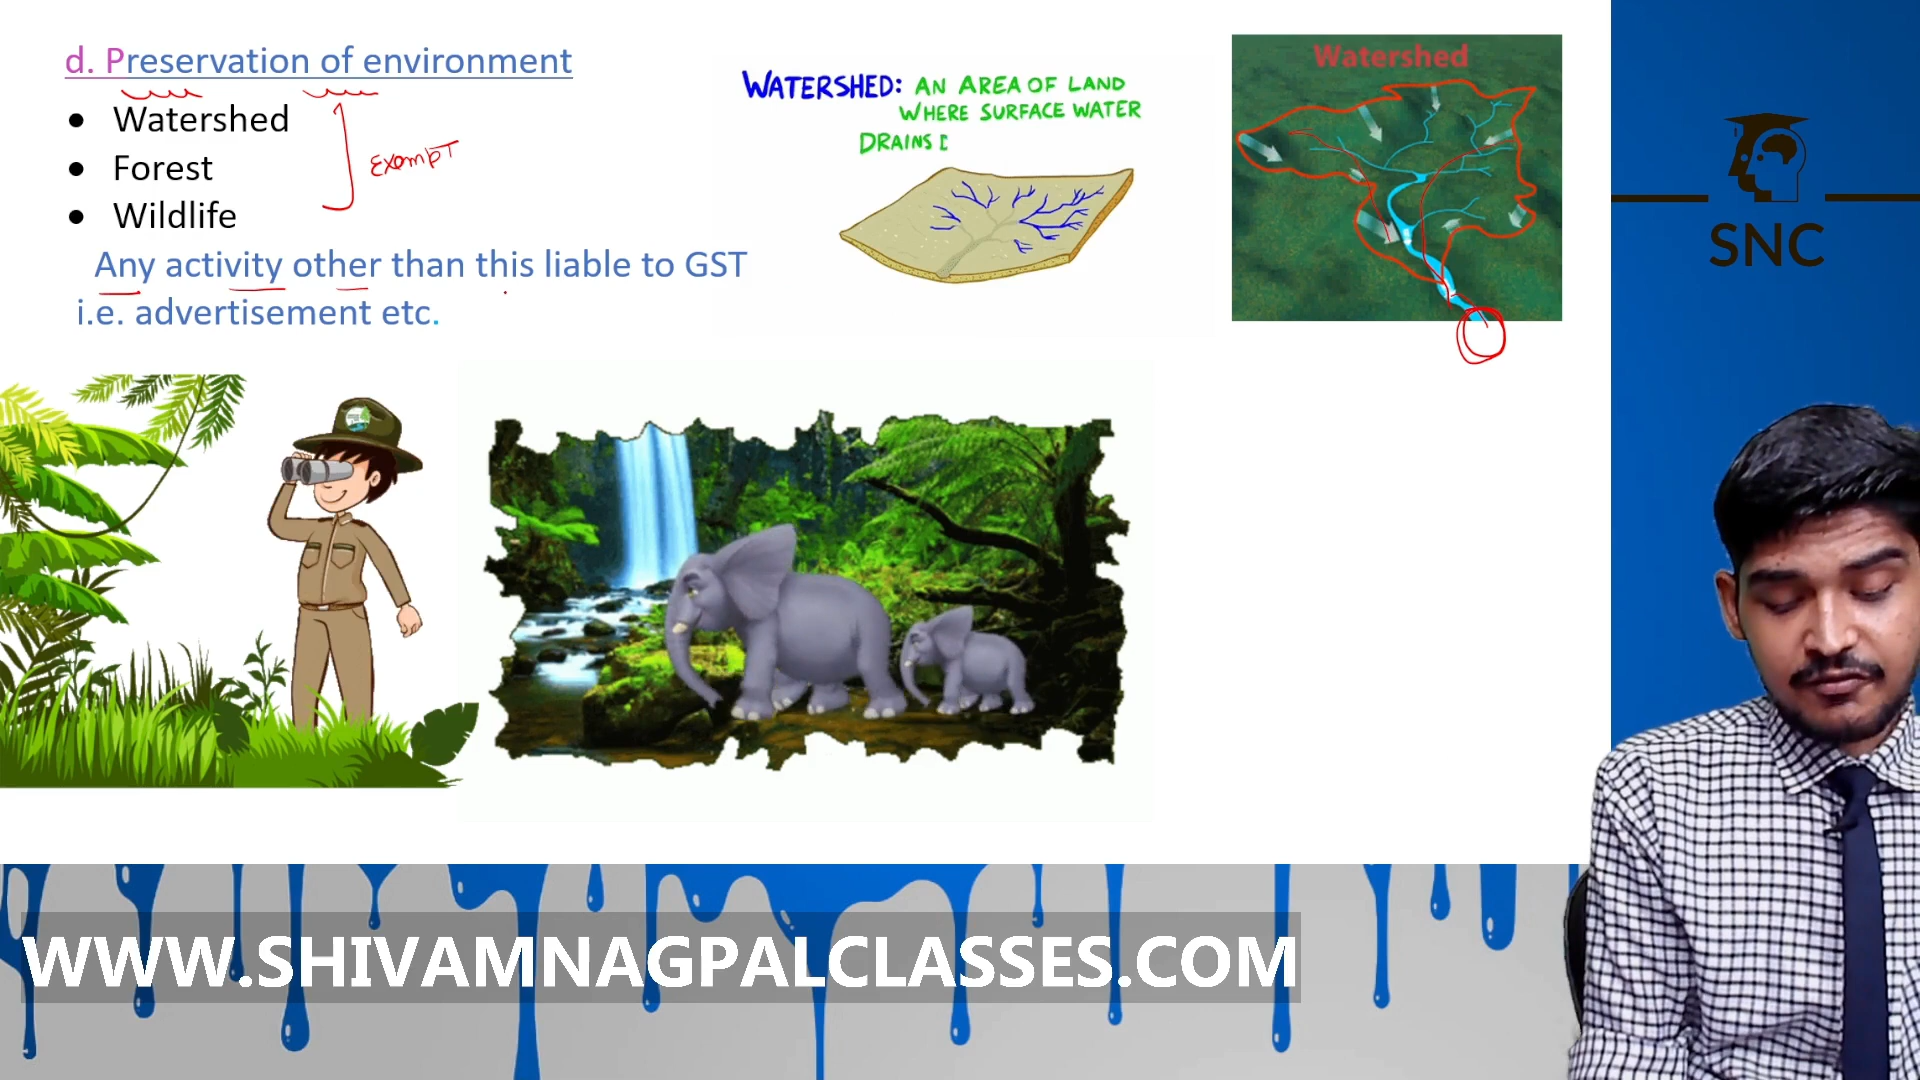 d. Preservation of environment
• Watershed
• Forest
• Wildlife
Exempt
Any activity other than this liable to GST
i.e. advertisement etc.
WATERSHED: AN AREA OF LAND
WHERE SURFACE WATER
DRAINS
Watershed
SNC
WWW.SHIVAMNAGPALCLASSES.COM